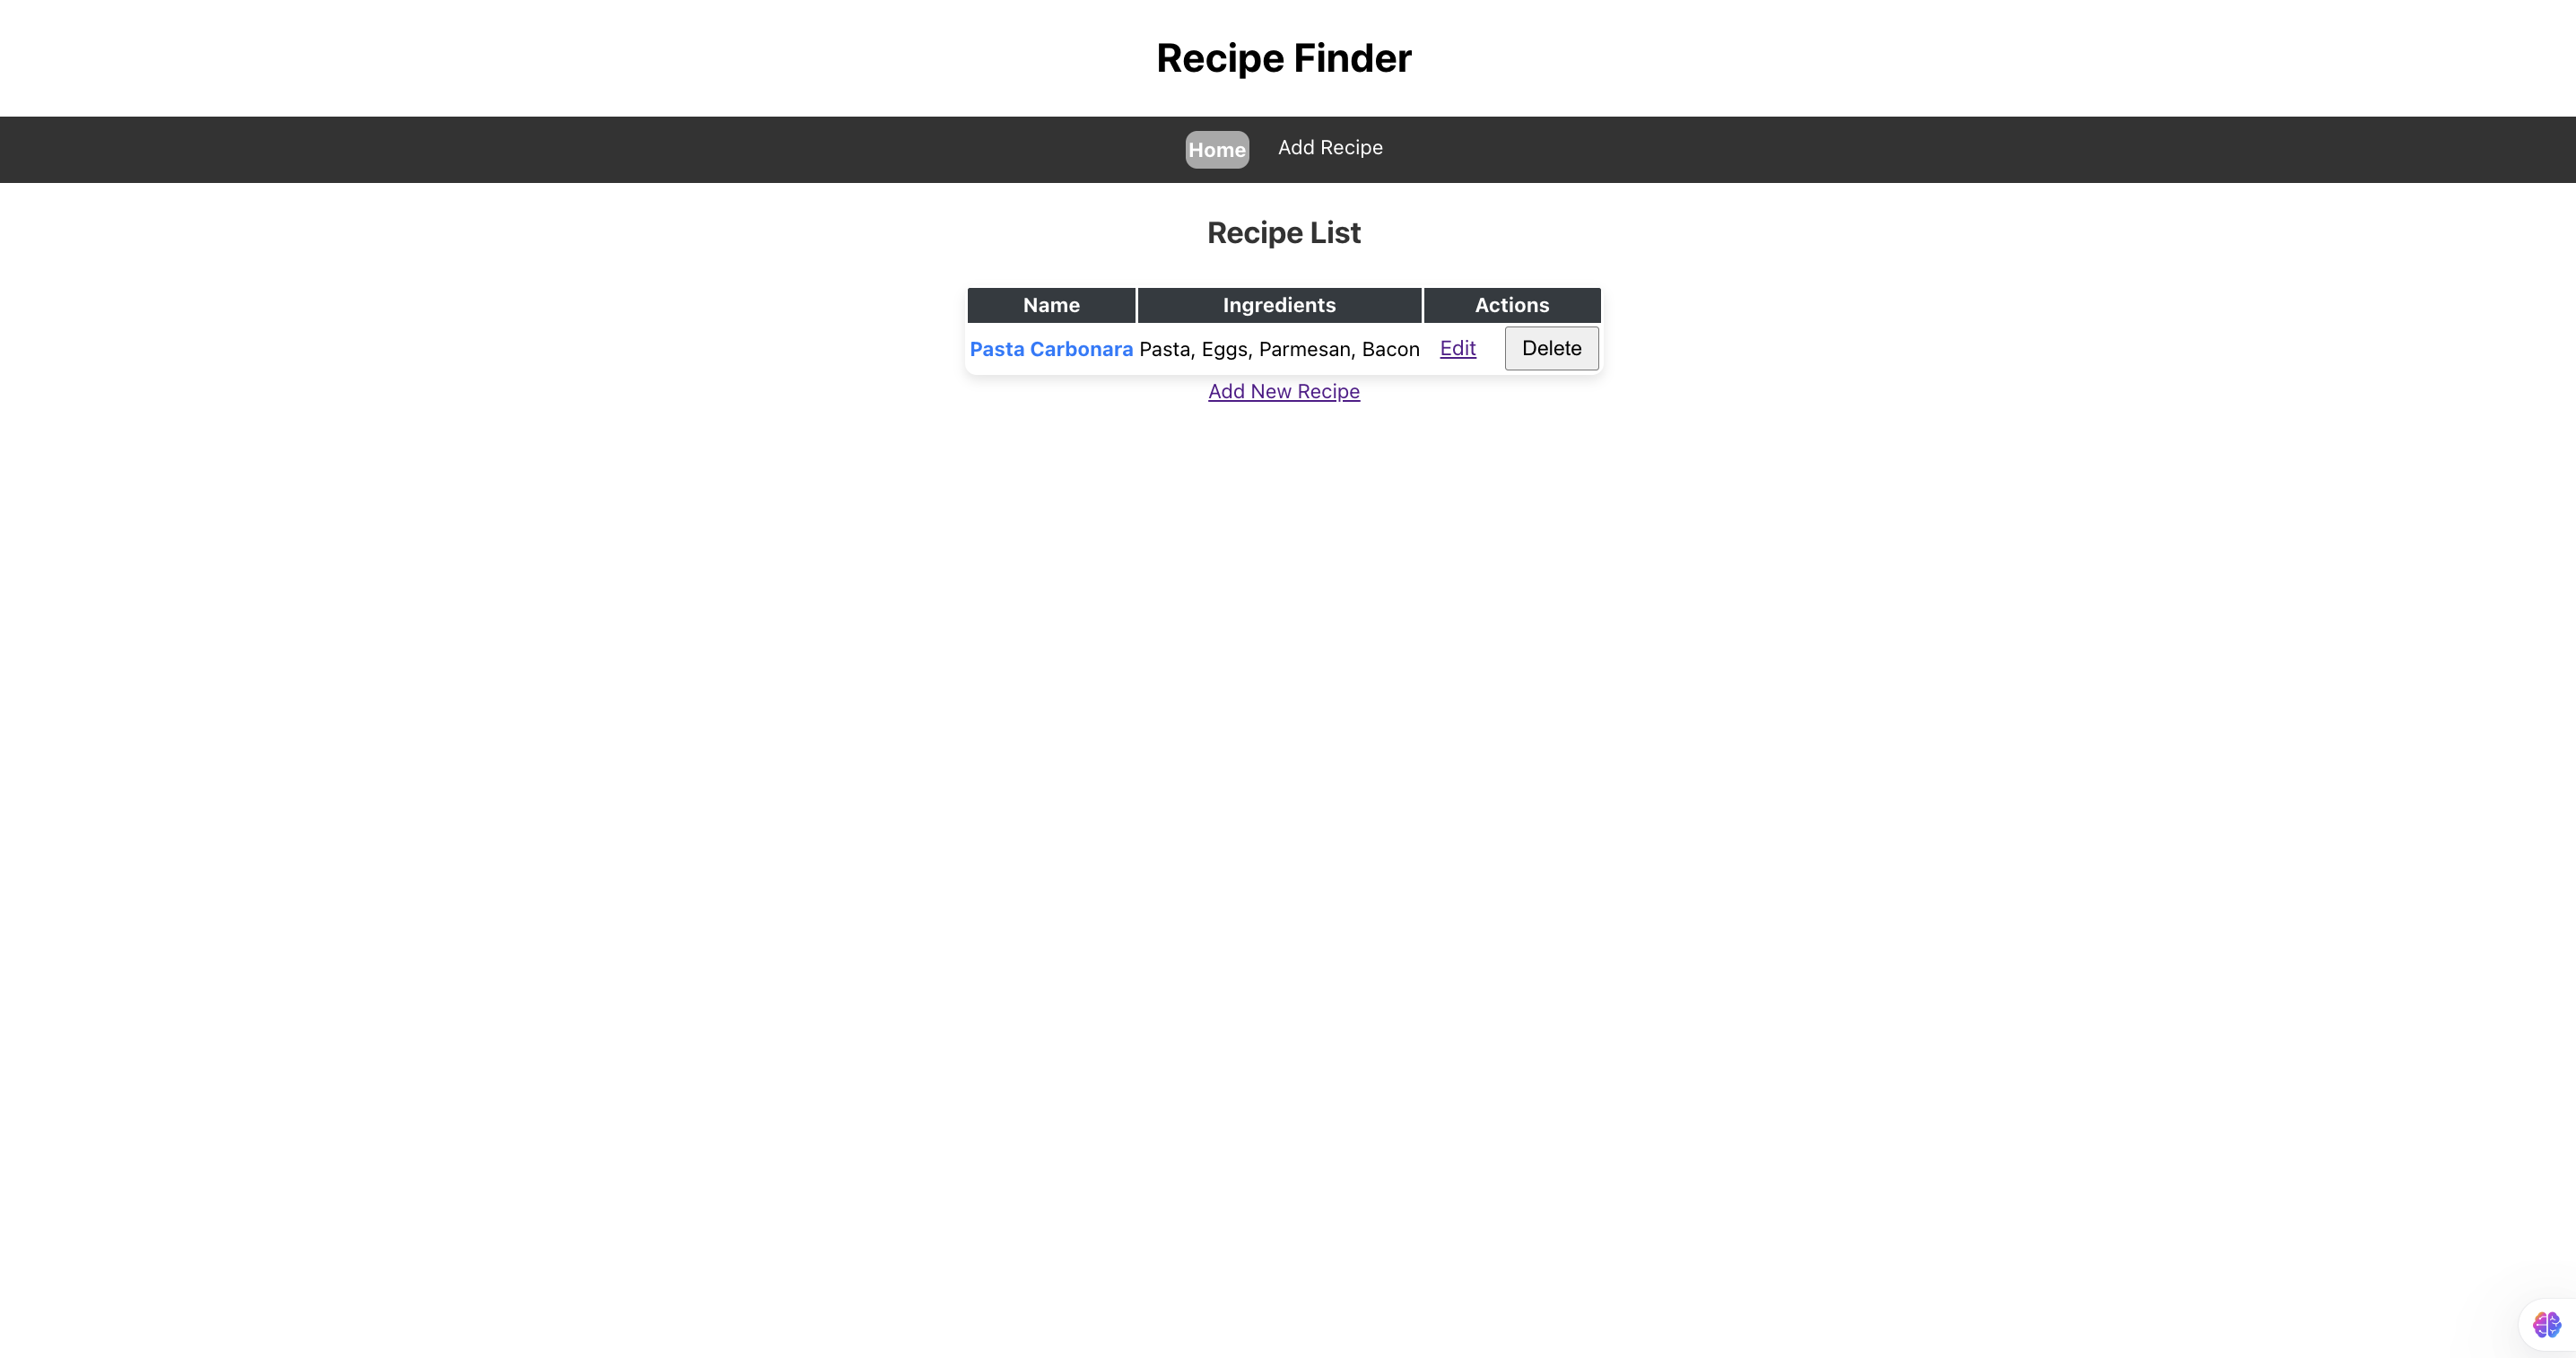 Recipe Finder
Home Add Recipe
Recipe List
Name Ingredients Actions
Pasta Carbonara Pasta, Eggs, Parmesan, Bacon Edit Delete
Add New Recipe